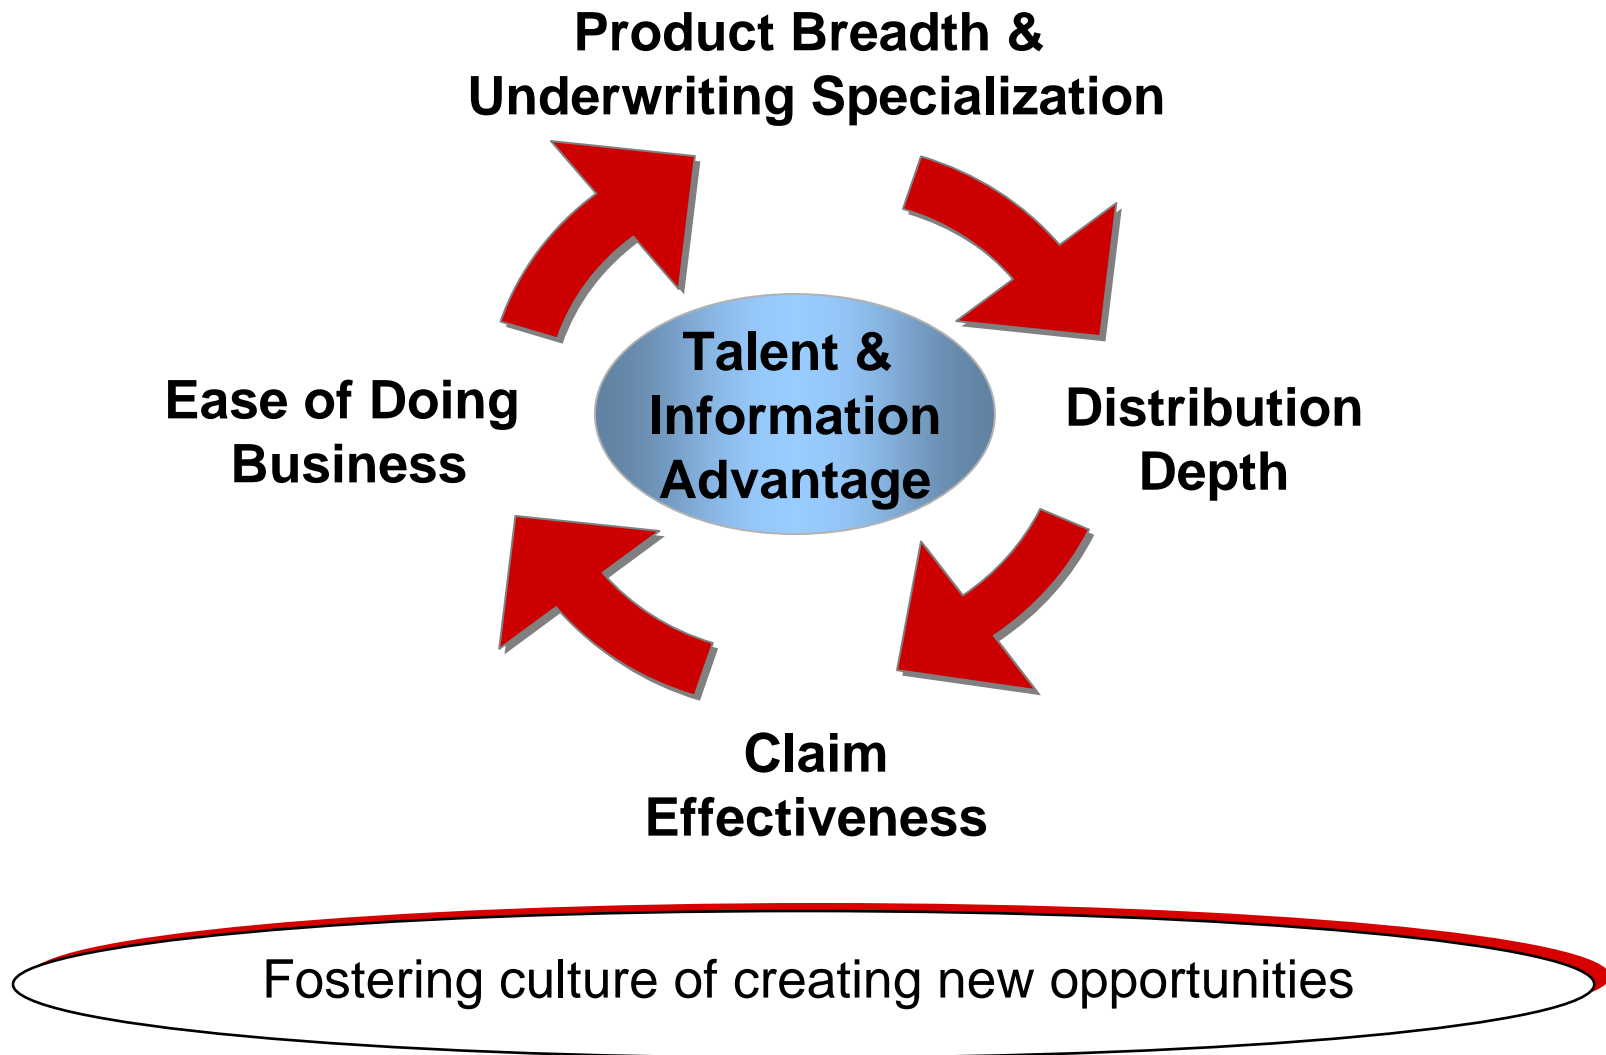 Product Breadth &
Underwriting Specialization
Talent &
Information
Advantage
Ease of Doing
Business
Distribution
Depth
Claim
Effectiveness
Fostering culture of creating new opportunities